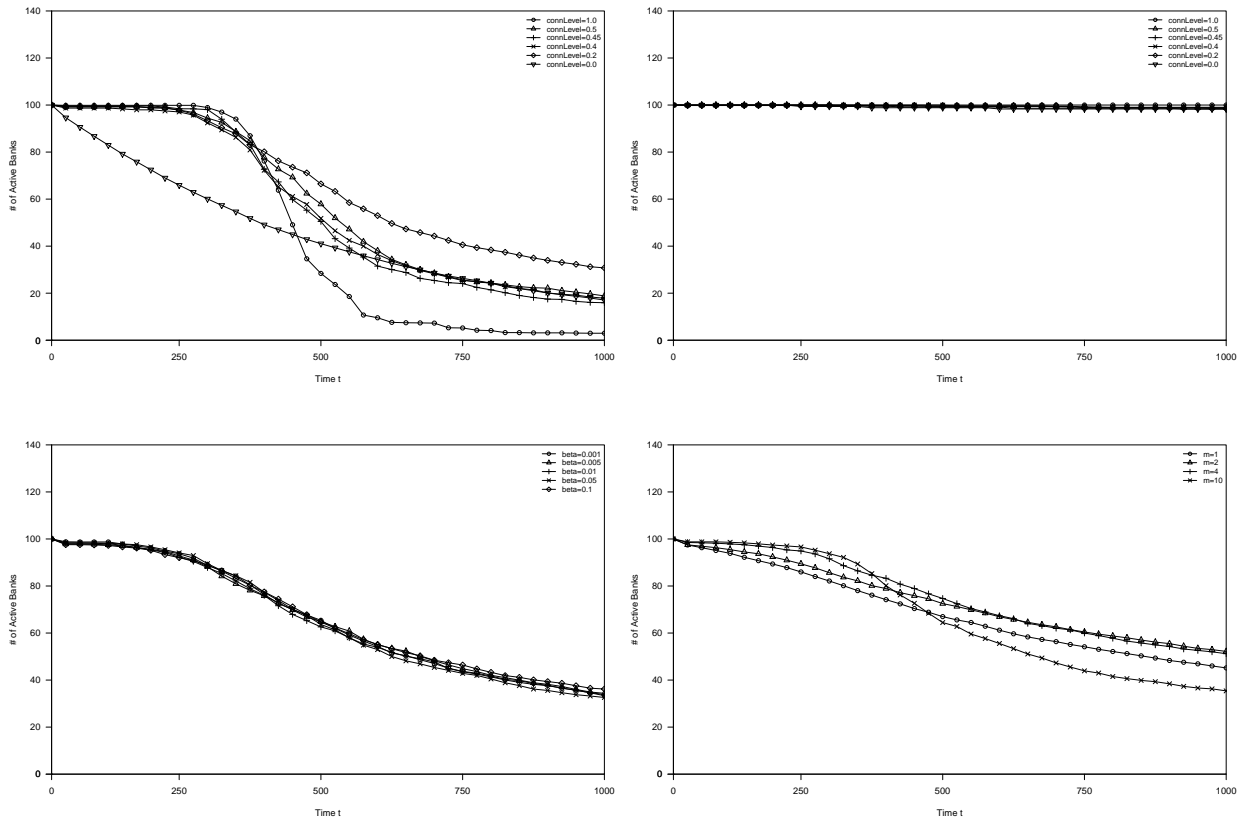 140
120
100
80
60
40
20
0
# of Active Banks
0 250 500 750 1000
Time t
connLevel=1.0
connLevel=0.5
connLevel=0.45
connLevel=0.4
connLevel=0.2
connLevel=0.0
140
120
100
80
60
40
20
0
# of Active Banks
0 250 500 750 1000
Time t
connLevel=1.0
connLevel=0.5
connLevel=0.45
connLevel=0.4
connLevel=0.2
connLevel=0.0
140
120
100
80
60
40
20
0
# of Active Banks
0 250 500 750 1000
Time t
beta=0.001
beta=0.005
beta=0.01
beta=0.05
beta=0.1
140
120
100
80
60
40
20
0
# of Active Banks
0 250 500 750 1000
Time t
m=1
m=2
m=4
m=10